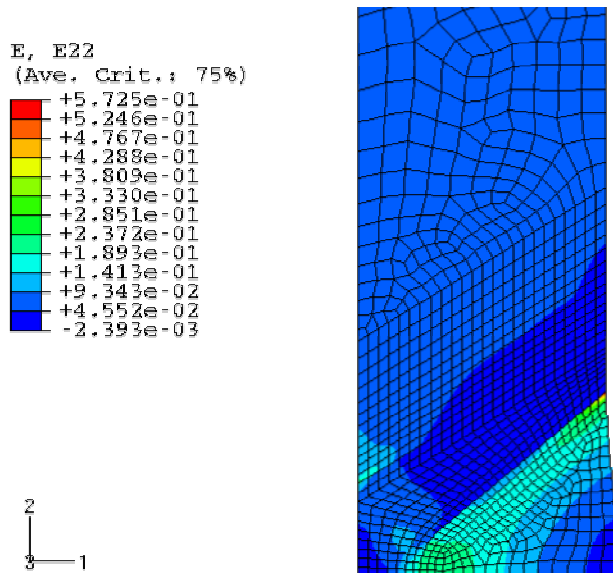 E, E22
(Ave. Crit.: 75%)
+5.725e-01
+5.246e-01
+4.767e-01
+4.288e-01
+3.809e-01
+3.330e-01
+2.851e-01
+2.372e-01
+1.893e-01
+1.413e-01
+9.343e-02
+4.552e-02
-2.393e-03
2
3
1